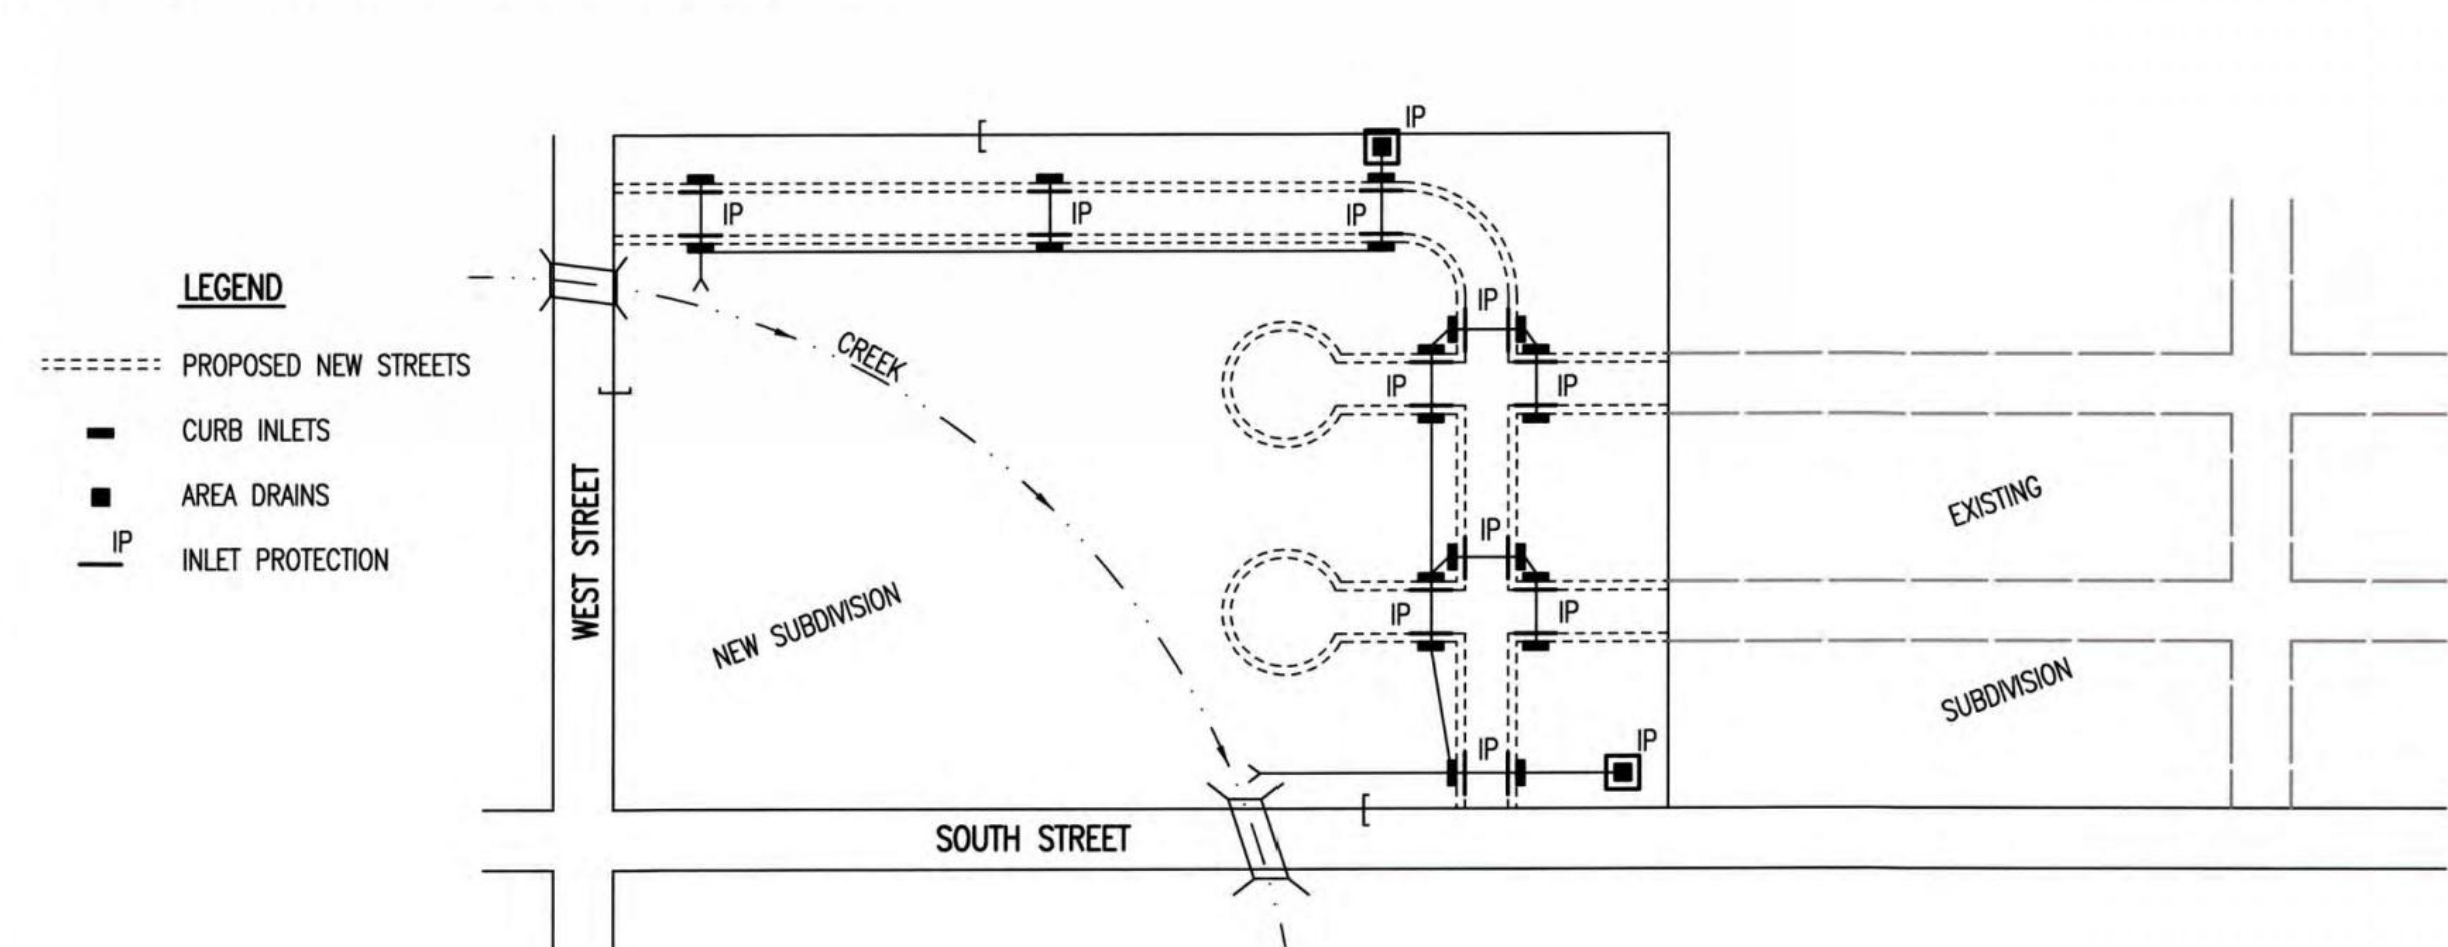 IP
IP
IP
IP
LEGEND
PROPOSED NEW STREETS
CURB INLETS
AREA DRAINS
IP
INLET PROTECTION
WEST STREET
CREEK
NEW SUBDIVISION
IP
IP
IP
IP
IP
IP
IP
IP
EXISTING
SUBDIVISION
SOUTH STREET